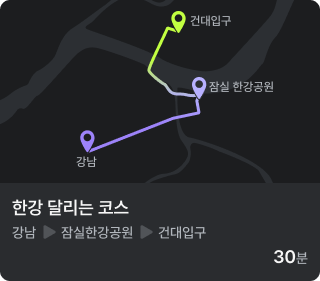 건대입구
잠실 한강공원
강남
한강 달리는 코스
강남 ▶ 잠실한강공원 ▶ 건대입구
30분